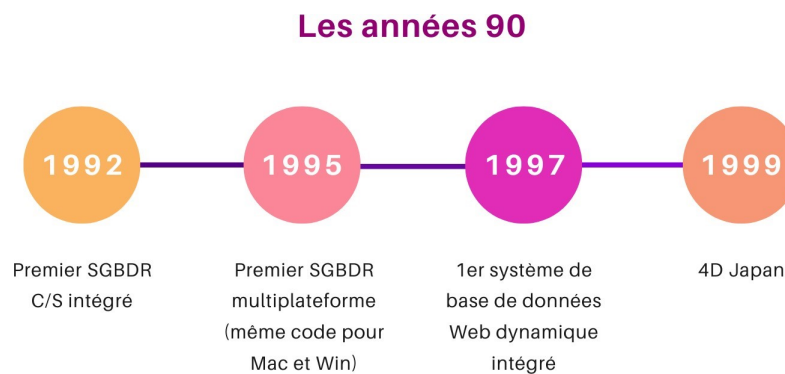 Les années 90
1992
1995
1997
1999
Premier SGBDR
C/S intégré
Premier SGBDR
multiplateforme
(même code pour
Mac et Win)
1er système de
base de données
Web dynamique
intégré
4D Japan